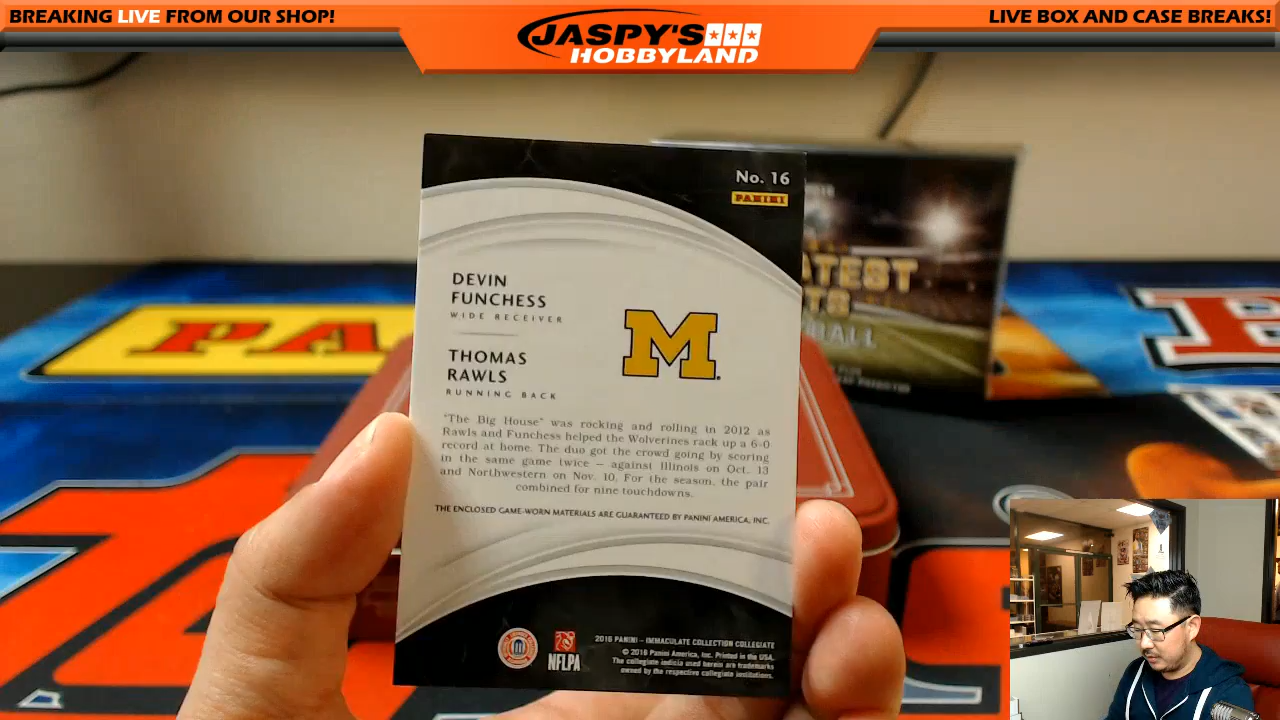 BREAKING LIVE FROM OUR SHOP!
JASPY'S
HOBBYLAND
LIVE BOX AND CASE BREAKS!
No. 16
PANINI
DEVIN
FUNCHESS
WIDE RECEIVER
THOMAS
RAWLS
RUNNING BACK
M
"The Big House" was rocking and rolling in 2012 as
Rawls and Funchess helped the Wolverines rack up a 6-0
record at home. The duo got the crowd going by scoring
in the same game twice — against Illinois on Oct. 13
and Northwestern on Nov. 10. For the season, the pair
combined for nine touchdowns.
THE ENCLOSED GAME-WORN MATERIALS ARE GUARANTEED BY PANINI AMERICA, INC.
NFLPA
2016 PANINI - IMMACULATE COLLECTION COLLEGIATE
© 2016 Panini America, Inc. Printed in the USA.
The collegiate indicia used herein are trademarks
owned by the respective collegiate institutions.
PA